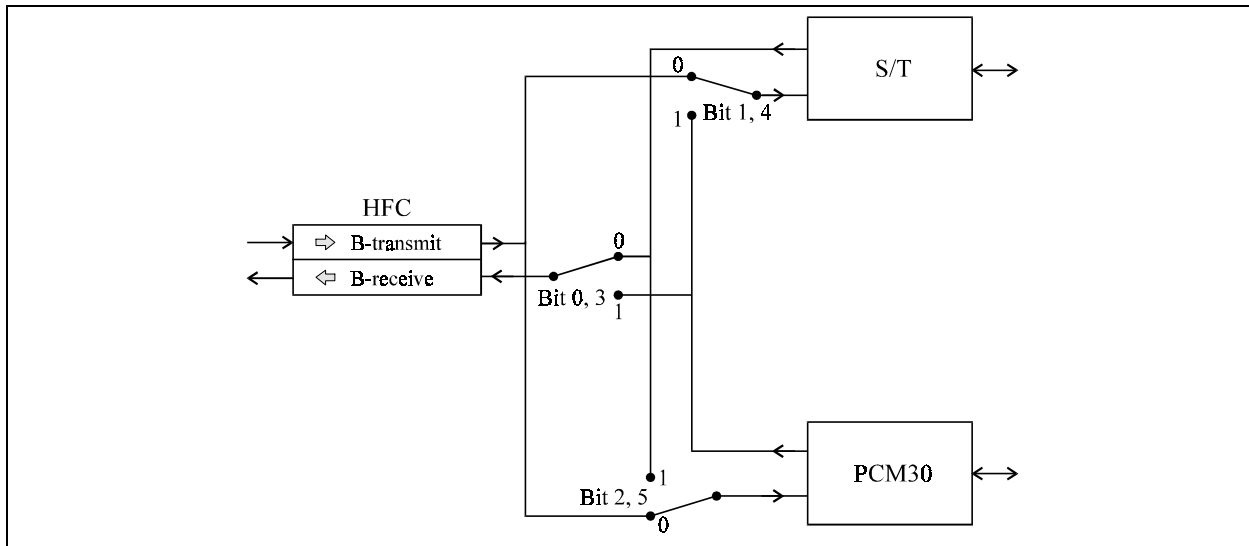 S/T
0
Bit 1, 4
1
HFC
B-transmit
B-receive
0
Bit 0, 3
1
1
Bit 2, 5
0
PCM30